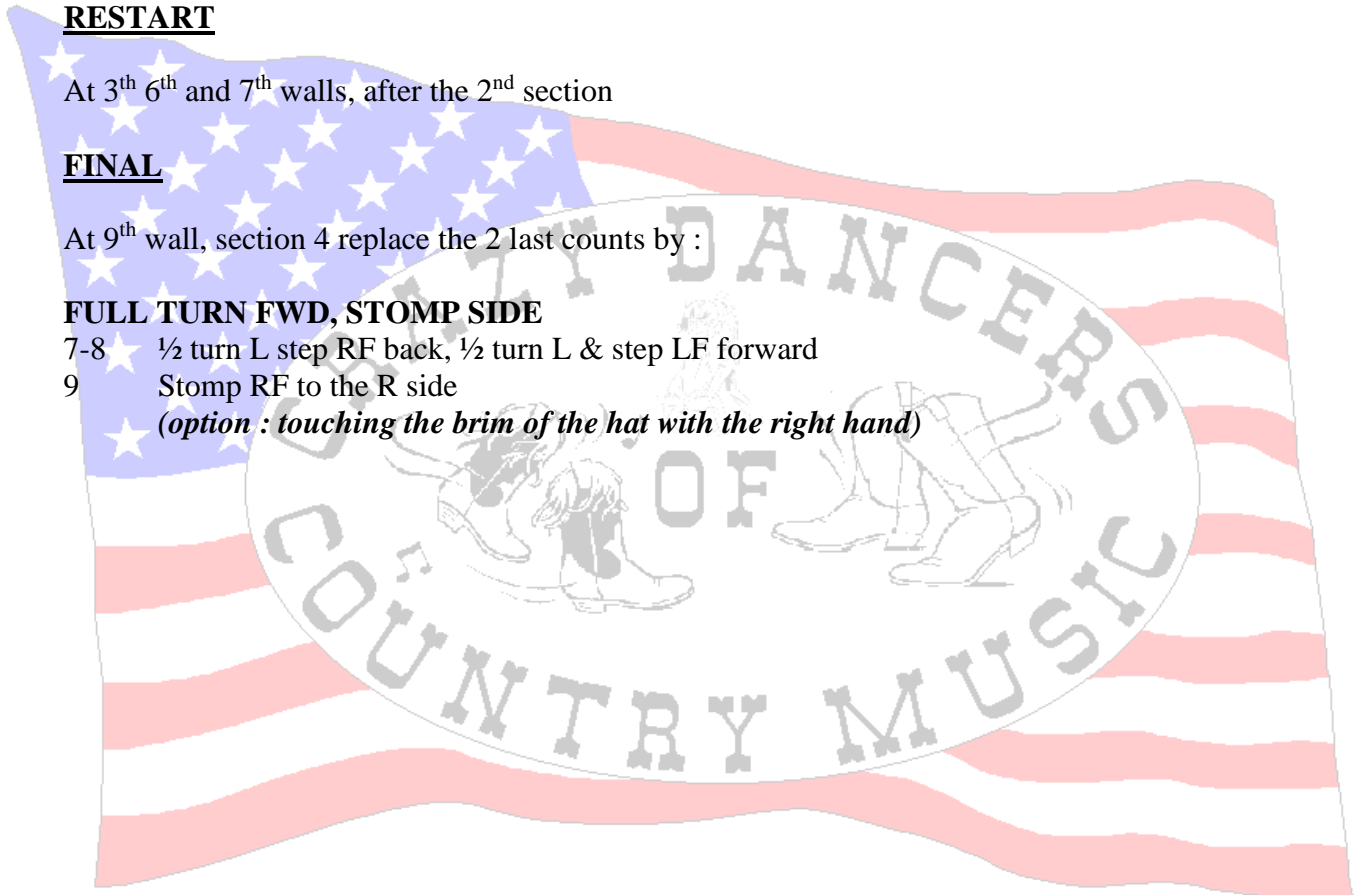 RESTART
At 3th 6th and 7th walls, after the 2nd section
FINAL
At 9th wall, section 4 replace the 2 last counts by :
FULL TURN FWD, STOMP SIDE
7-8 ½ turn L step RF back, ½ turn L & step LF forward
9 Stomp RF to the R side
(option : touching the brim of the hat with the right hand)
CRAZY DANCERS
OF
COUNTRY MUSIC